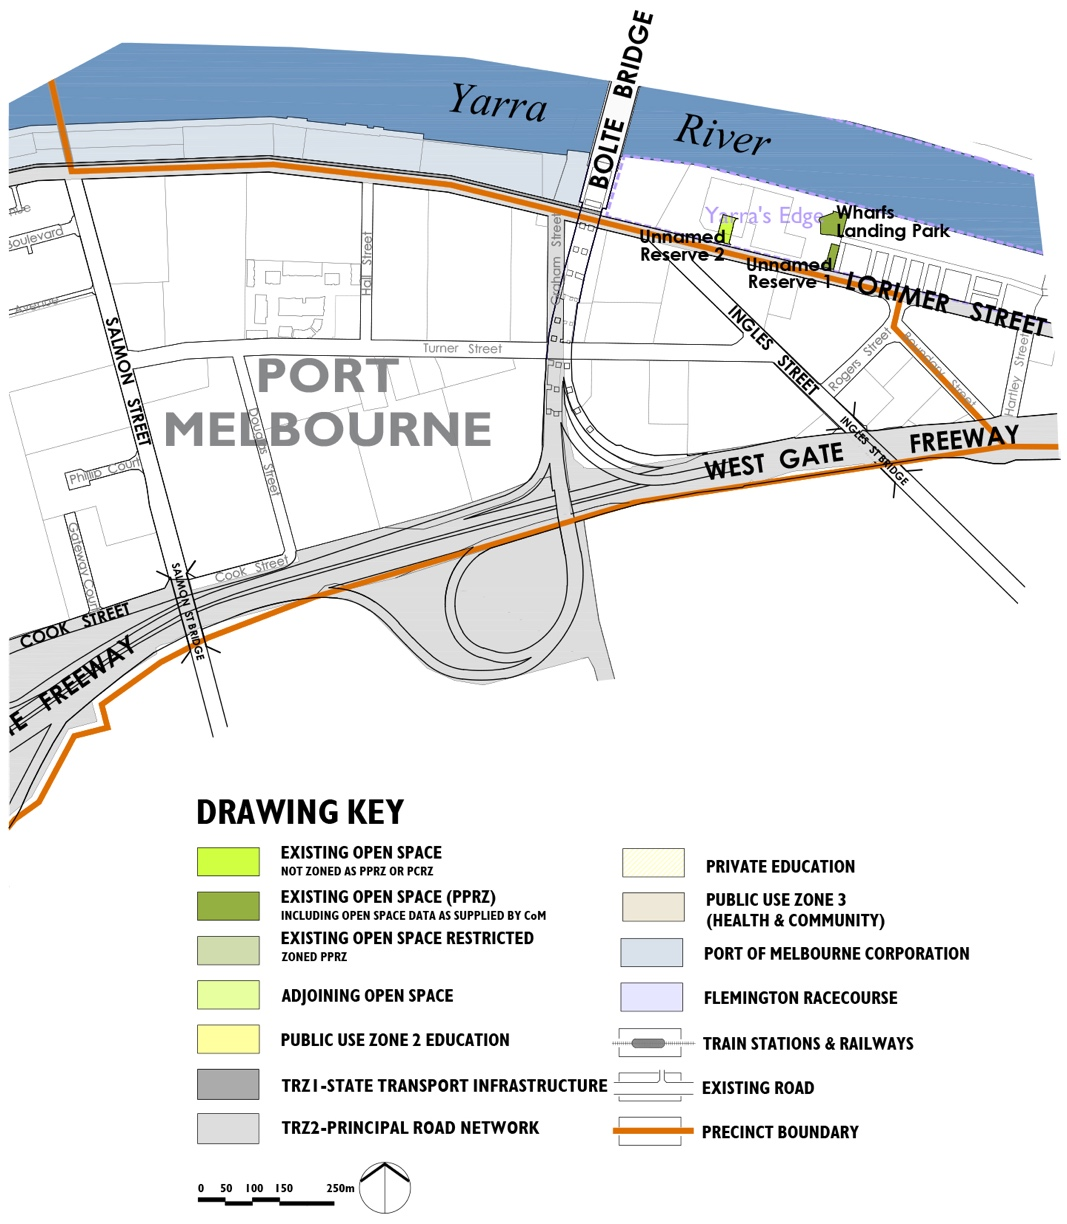 BOLTE BRIDGE
Yarra
River
Yarra's Edge
Wharfs
Landing Park
Unnamed
Reserve 2
Unnamed
Reserve 1
LORIMER STREET
Boulevard
Avenue
SALMON STREET
Hall Street
Graham Street
Turner Street
INGLES STREET
Rogers Street
Boundary Street
Hartley Street
PORT
MELBOURNE
Douglas Street
Phillip Court
Gateway Court
INGLES ST BRIDGE
WEST GATE FREEWAY
Cook Street
SALMON ST BRIDGE
COOK STREET
FREEWAY
DRAWING KEY
EXISTING OPEN SPACE
NOT ZONED AS PPRZ OR PCRZ
EXISTING OPEN SPACE (PPRZ)
INCLUDING OPEN SPACE DATA AS SUPPLIED BY CoM
EXISTING OPEN SPACE RESTRICTED
ZONED PPRZ
ADJOINING OPEN SPACE
PUBLIC USE ZONE 2 EDUCATION
TRZ1-STATE TRANSPORT INFRASTRUCTURE
TRZ2-PRINCIPAL ROAD NETWORK
PRIVATE EDUCATION
PUBLIC USE ZONE 3
(HEALTH & COMMUNITY)
PORT OF MELBOURNE CORPORATION
FLEMINGTON RACECOURSE
TRAIN STATIONS & RAILWAYS
EXISTING ROAD
PRECINCT BOUNDARY
0 50 100 150 250m